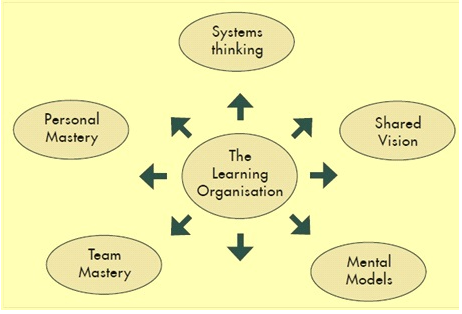 Systems
thinking
Personal
Mastery
Shared
Vision
The
Learning
Organisation
Team
Mastery
Mental
Models